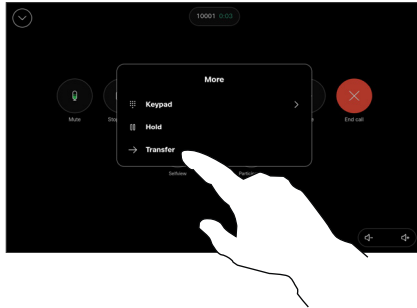 10001 0:03
More
Keypad
Hold
Transfer
Mute
End call
Selfview